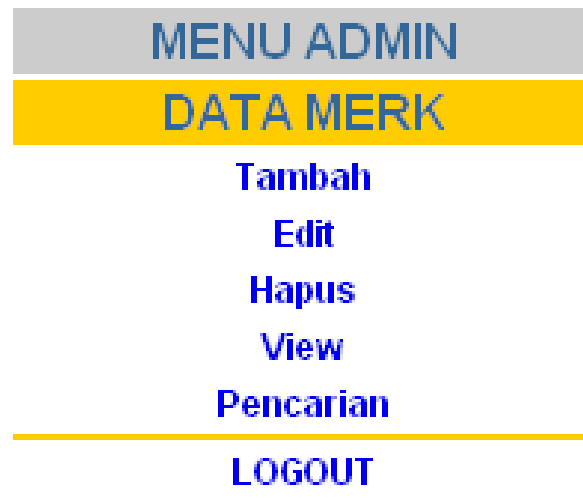 MENU ADMIN
DATA MERK
Tambah
Edit
Hapus
View
Pencarian
LOGOUT